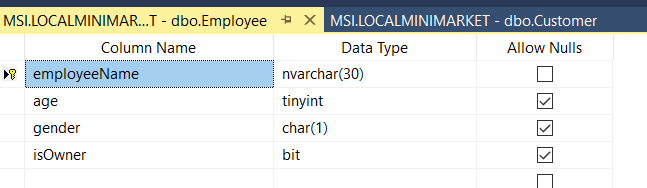 MSI.LOCALMINIMAR...T - dbo.Employee MSI.LOCALMINIMARKET - dbo.Customer
Column Name Data Type Allow Nulls
employeeName nvarchar(30)
age tinyint
gender char(1)
isOwner bit